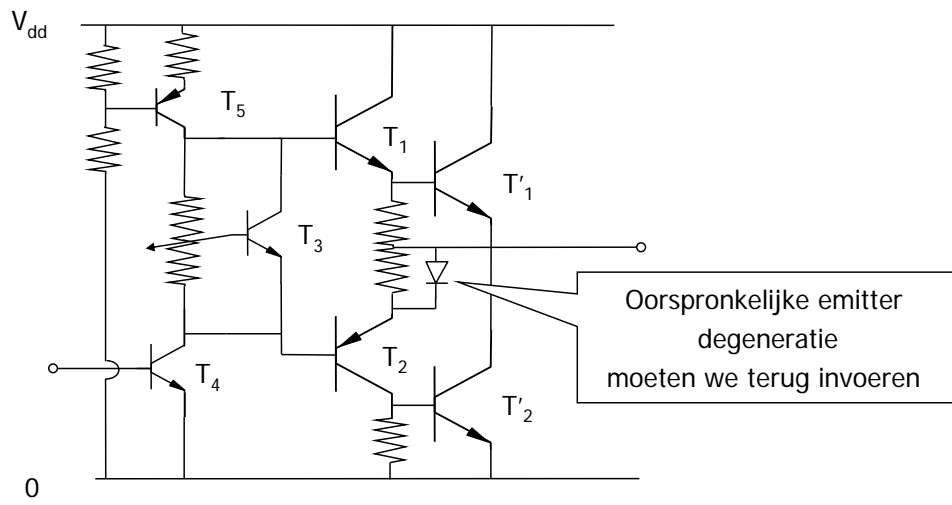 V_dd
T_5
T_1
T'_1
T_3
T_2
T_4
T'_2
0
Oorspronkelijke emitter
degeneratie
moeten we terug invoeren